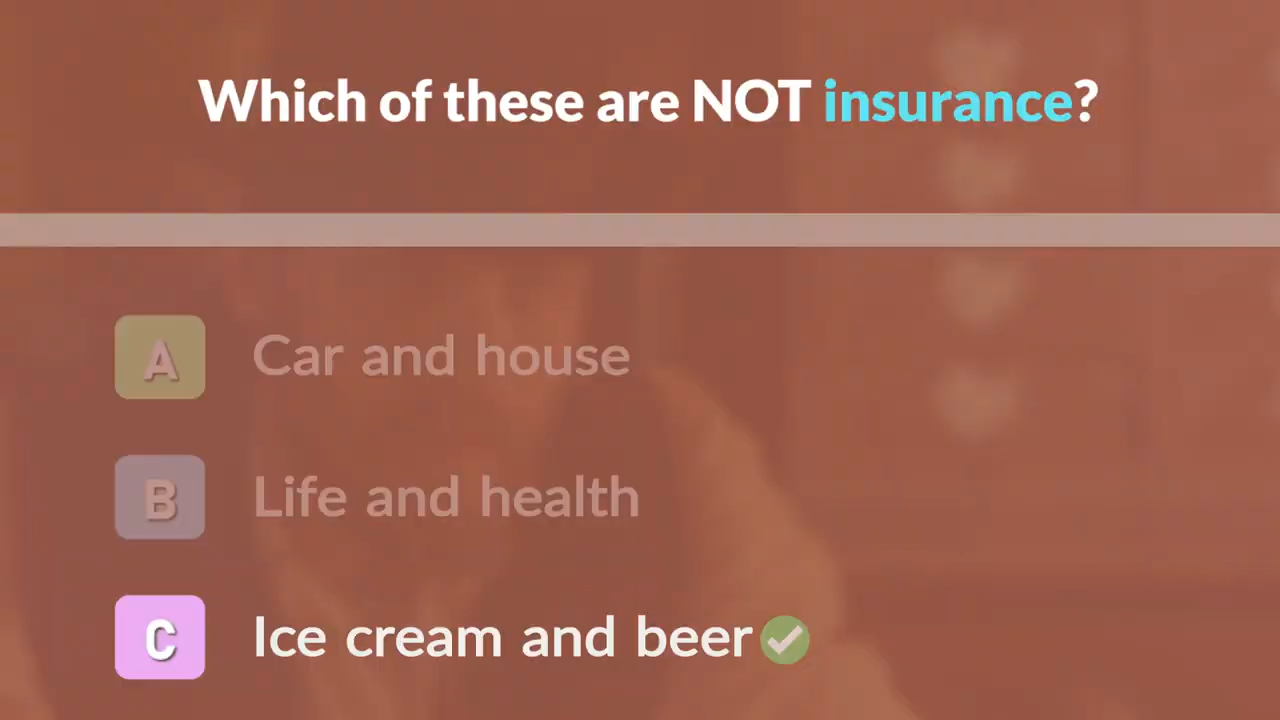 Which of these are NOT insurance?
A Car and house
B Life and health
C Ice cream and beer